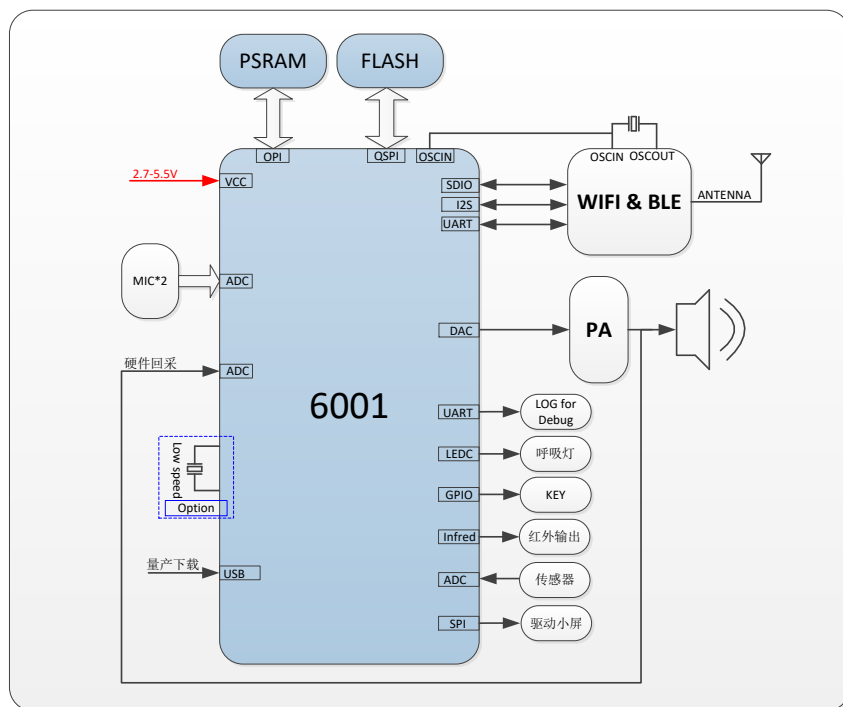 PSRAM
FLASH
OPI
QSPI
OSCIN
OSCIN
OSCOUT
2.7-5.5V
VCC
SDIO
I2S
UART
WIFI & BLE
ANTENNA
MIC*2
ADC
DAC
PA
硬件回采
ADC
6001
UART
LOG for
Debug
Low speed
Option
LEDC
呼吸灯
GPIO
KEY
Infred
红外输出
量产下载
USB
ADC
传感器
SPI
驱动小屏